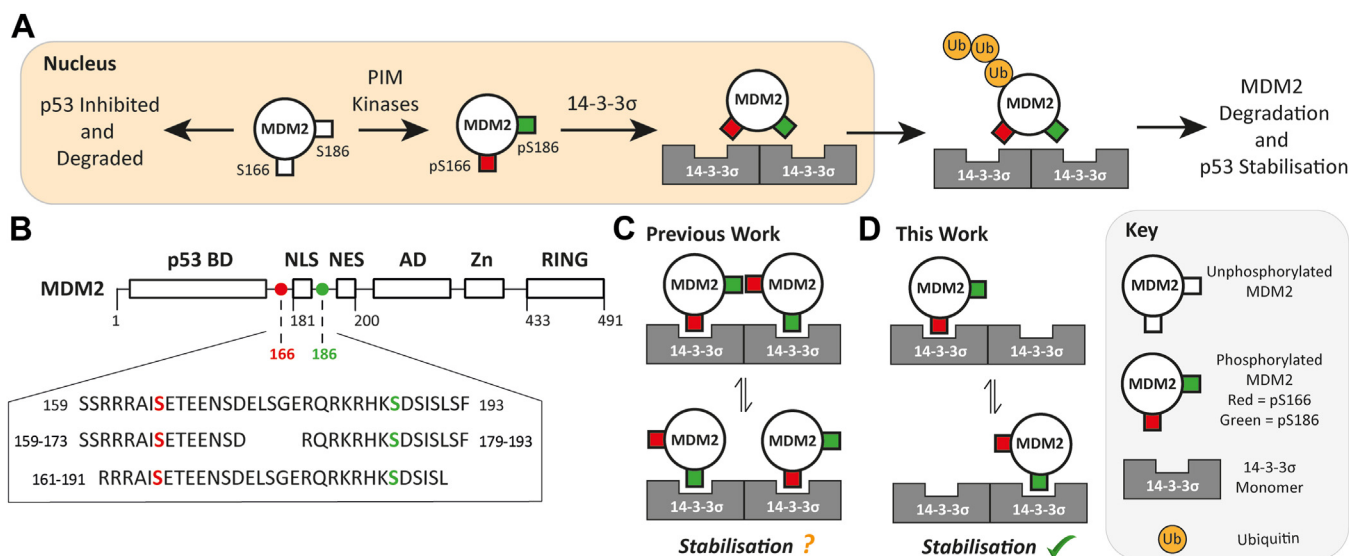 A
Nucleus
p53 Inhibited
and
Degraded
MDM2
S186
S166
PIM
Kinases
MDM2
pS186
pS166
14-3-3σ
MDM2
14-3-3σ 14-3-3σ
Ub
Ub
Ub
MDM2
14-3-3σ 14-3-3σ
MDM2
Degradation
and
p53 Stabilisation
B
p53 BD NLS NES AD Zn RING
MDM2
1 181 200 433 491
166 186
159 SSRRRAISETEENSDELSGERQRKRHKSDSISLSF 193
159-173 SSRRRAISETEENSD RQRKRHKSDSISLSF 179-193
161-191 RRRAISETEENSDELSGERQRKRHKSDSISL
C Previous Work
MDM2 MDM2
14-3-3σ 14-3-3σ
MDM2 MDM2
14-3-3σ 14-3-3σ
Stabilisation ?
D This Work
MDM2
14-3-3σ 14-3-3σ
MDM2
14-3-3σ 14-3-3σ
Stabilisation ✓
Key
MDM2
Unphosphorylated
MDM2
MDM2
Phosphorylated
MDM2
Red = pS166
Green = pS186
14-3-3σ
14-3-3σ
Monomer
Ub
Ubiquitin